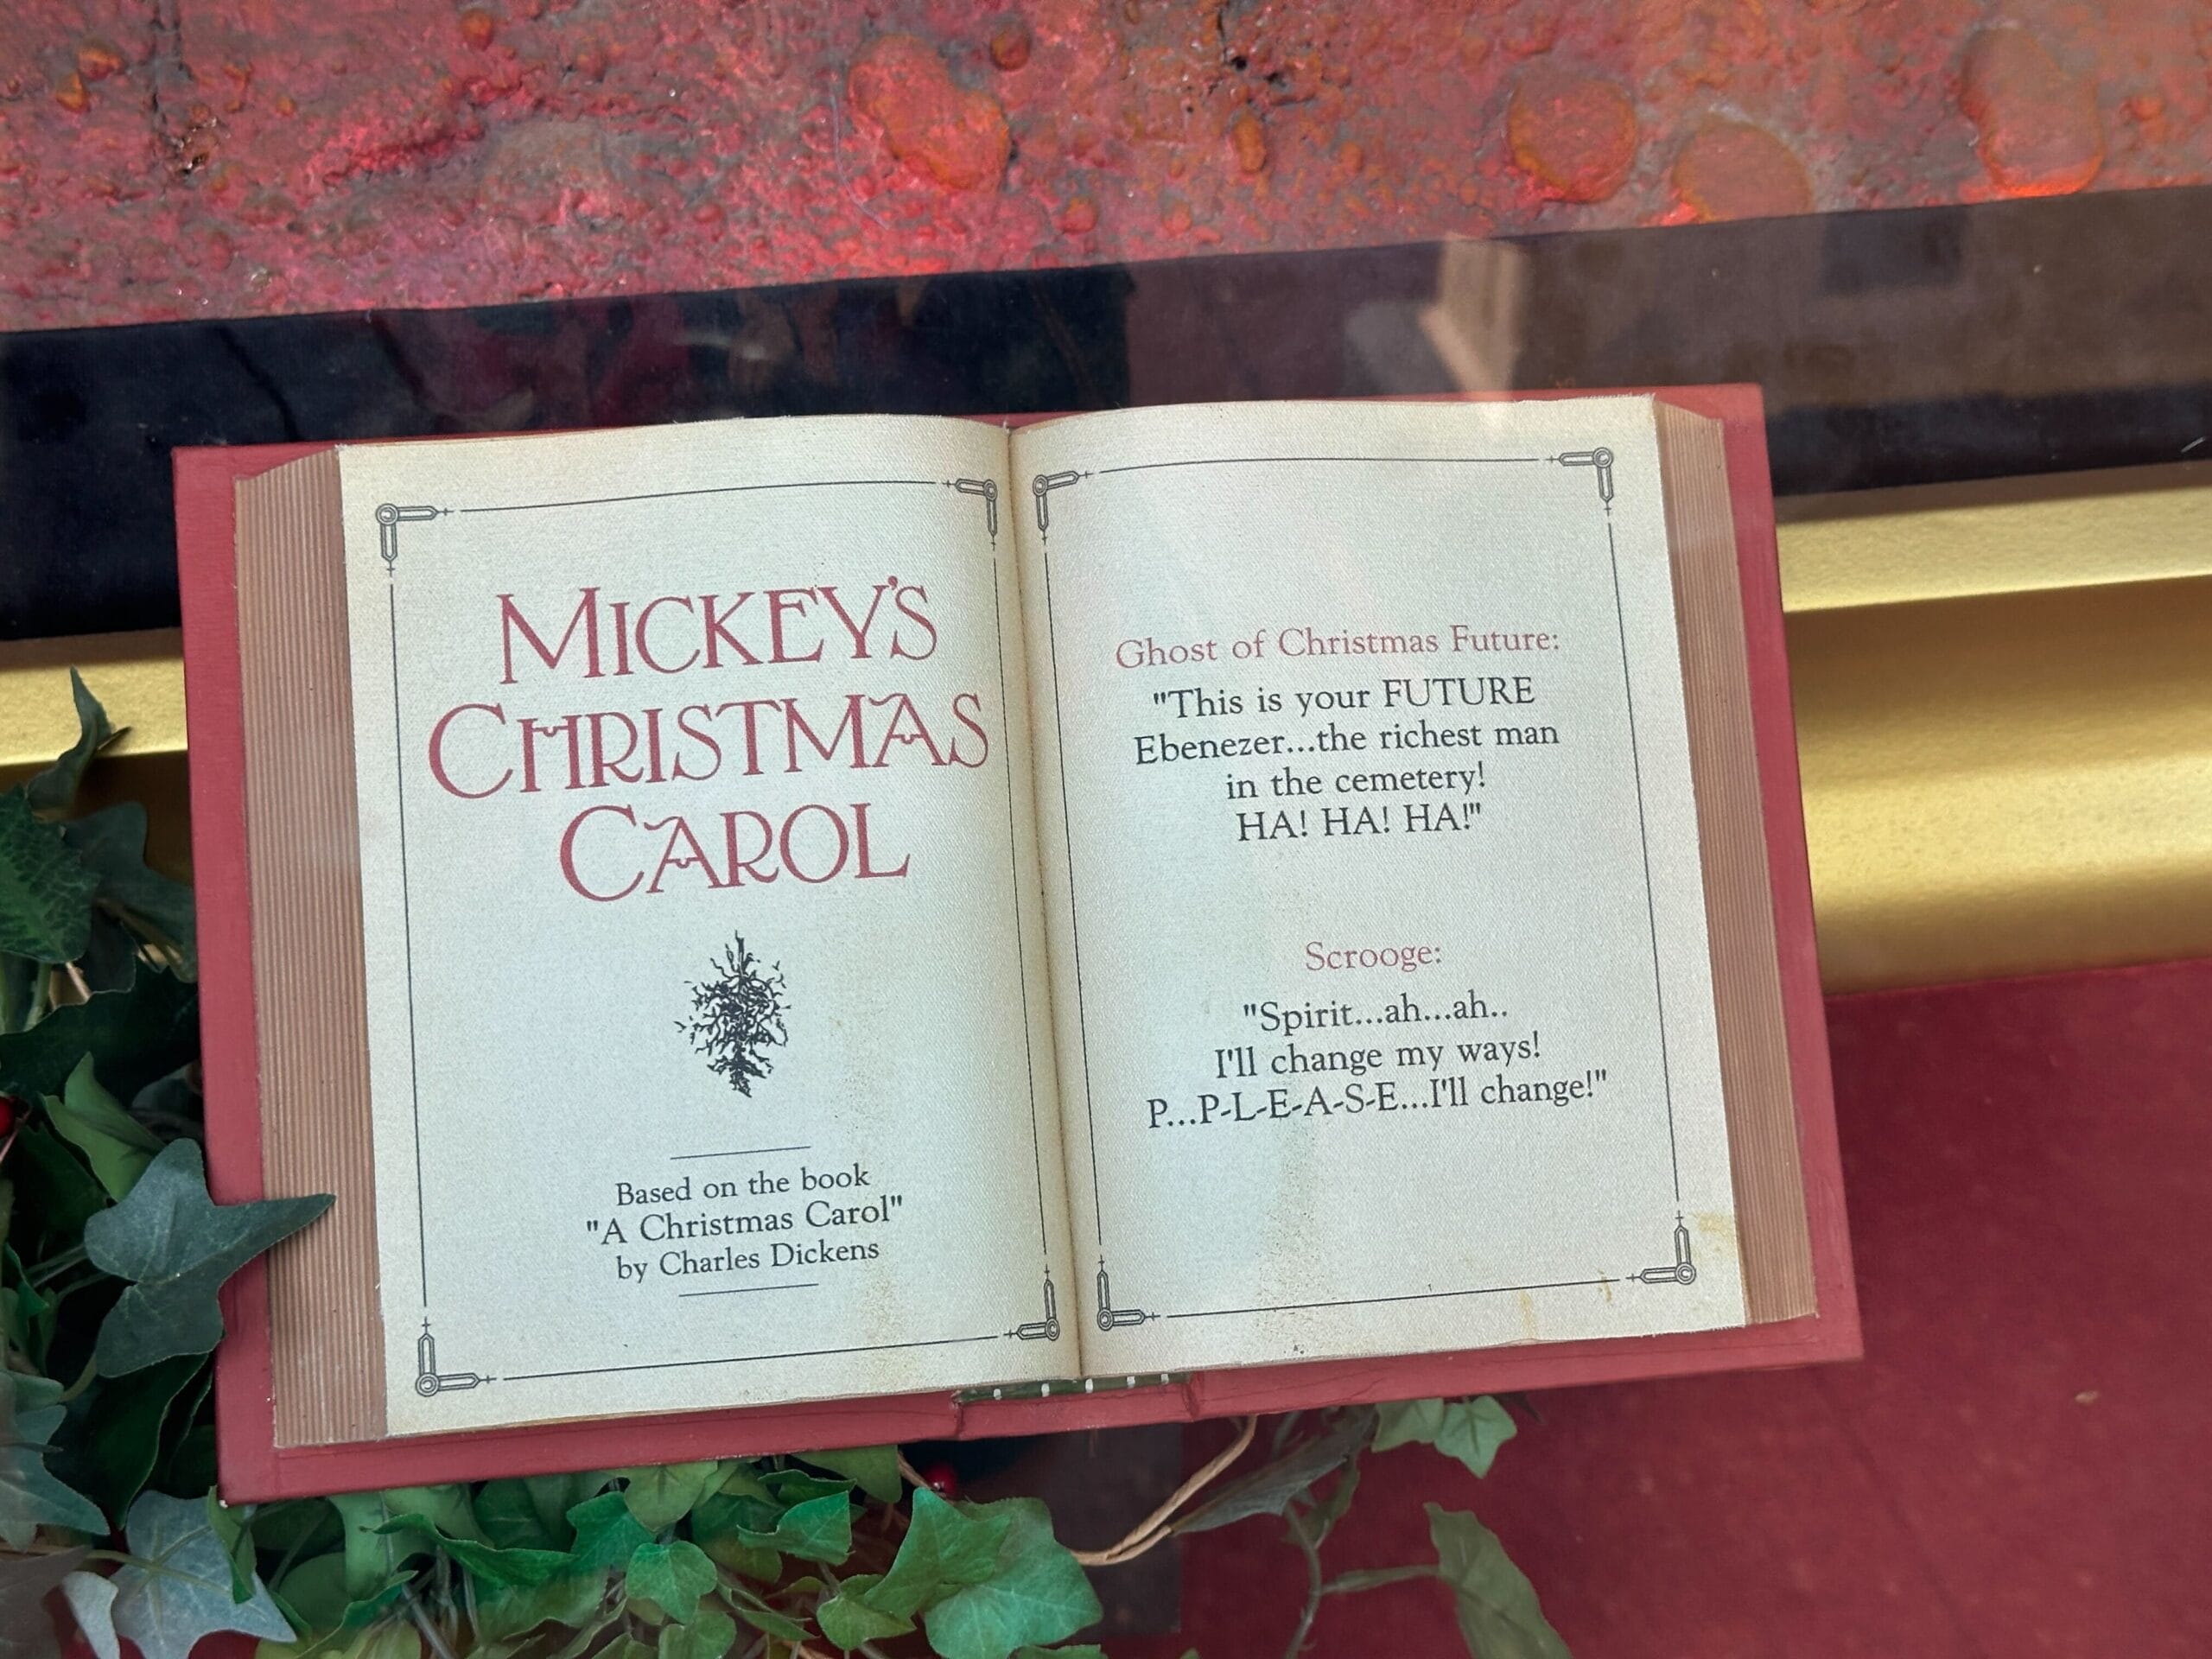 MICKEY'S
CHRISTMAS
CAROL
Based on the book
"A Christmas Carol"
by Charles Dickens
Ghost of Christmas Future:
"This is your FUTURE
Ebenezer...the richest man
in the cemetery!
HA! HA! HA!"
Scrooge:
"Spirit...ah...ah..
I'll change my ways!
P...P-L-E-A-S-E...I'll change!"